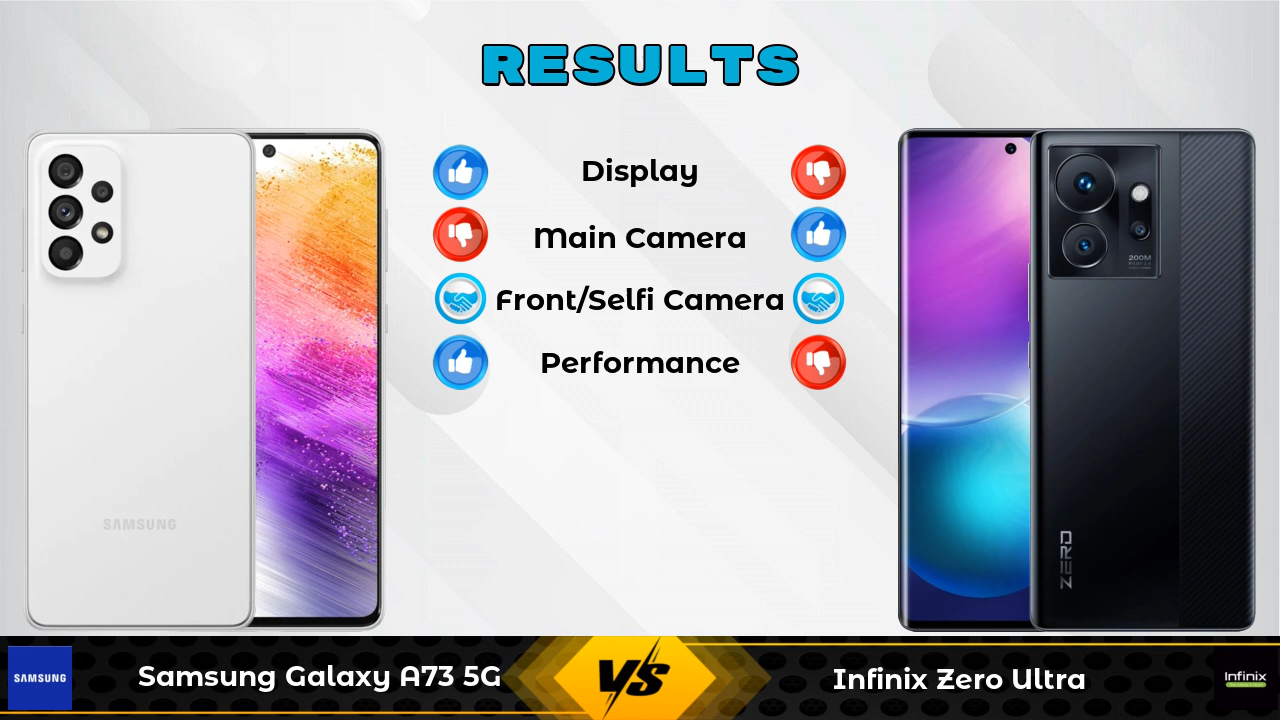 RESULTS
Display
Main Camera
Front/Selfi Camera
Performance
SAMSUNG
200M
ZERO
SAMSUNG
Samsung Galaxy A73 5G
VS
Infinix Zero Ultra
Infinix